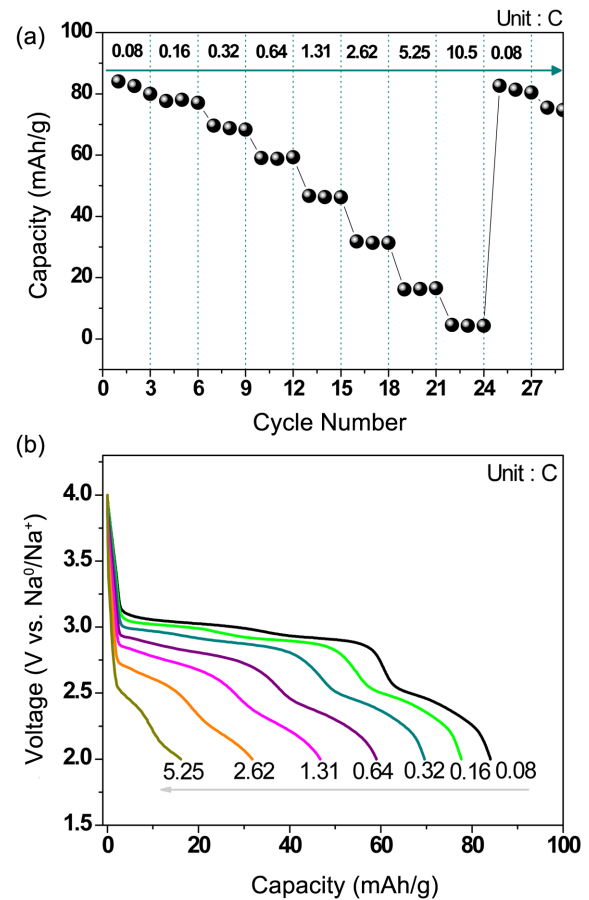 Unit : C
(a)
100
0.08 0.16 0.32 0.64 1.31 2.62 5.25 10.5 0.08
80
60
40
20
0
Capacity (mAh/g)
0 3 6 9 12 15 18 21 24 27
Cycle Number
(b)
Unit : C
4.0
3.5
3.0
2.5
2.0
1.5
Voltage (V vs. Na⁰/Na⁺)
5.25 2.62 1.31 0.64 0.32 0.16 0.08
0 20 40 60 80 100
Capacity (mAh/g)